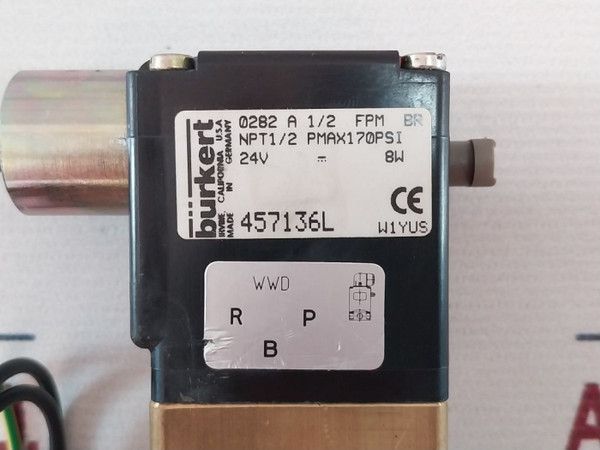 bürkert
IRVINE, CALIFORNIA U.S.A
MADE IN GERMANY
0282 A 1/2 FPM BR
NPT1/2 PMAX170PSI
24V ⎓ 8W
CE
457136L W1YUS
WWD
R P
B